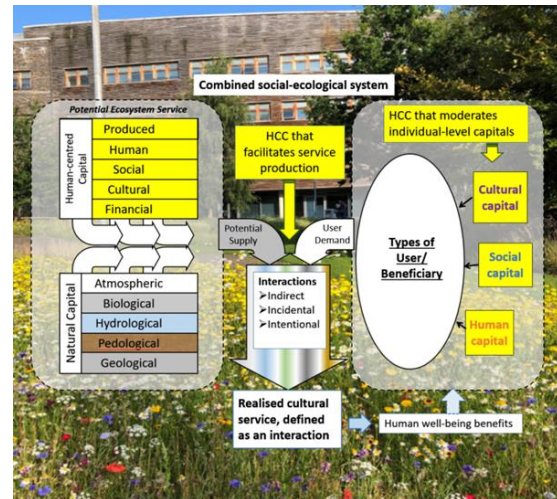 Combined social-ecological system
Potential Ecosystem Service
Human-centred
Capital
Produced
Human
Social
Cultural
Financial
Natural Capital
Atmospheric
Biological
Hydrological
Pedological
Geological
HCC that
facilitates service
production
Potential
Supply
User
Demand
Interactions
➢Indirect
➢Incidental
➢Intentional
Realised cultural
service, defined
as an interaction
HCC that moderates
individual-level capitals
Types of
User/
Beneficiary
Cultural
capital
Social
capital
Human
capital
Human well-being benefits